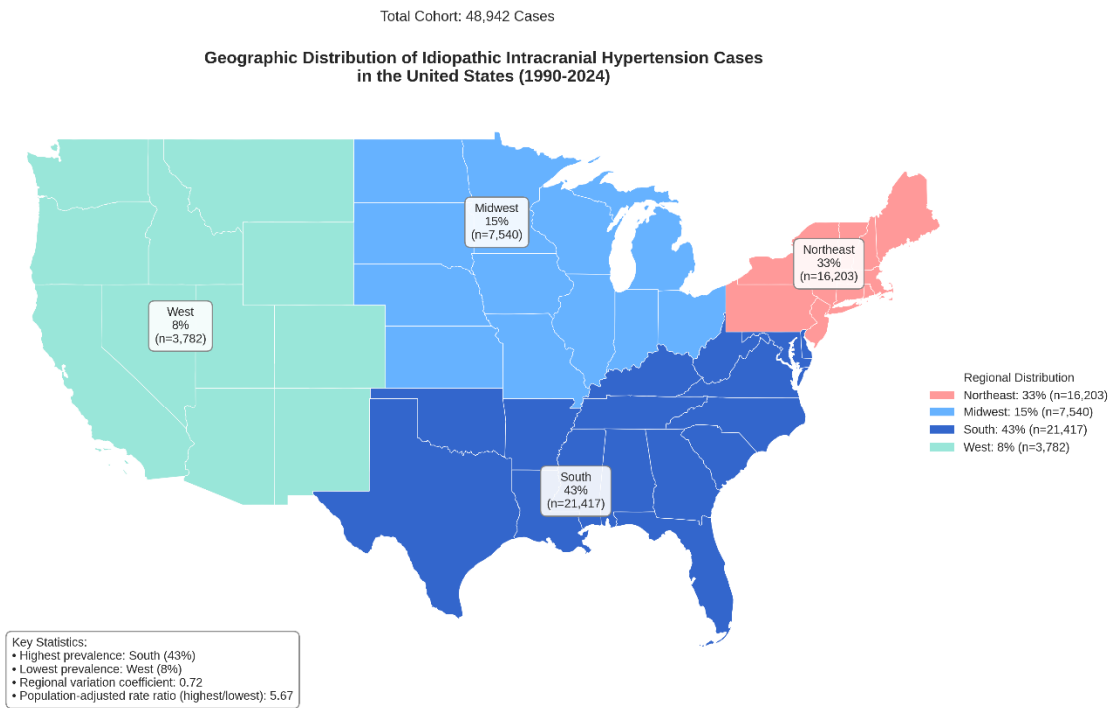 Total Cohort: 48,942 Cases
Geographic Distribution of Idiopathic Intracranial Hypertension Cases
in the United States (1990-2024)
Midwest
15%
(n=7,540)
Northeast
33%
(n=16,203)
West
8%
(n=3,782)
South
43%
(n=21,417)
Regional Distribution
Northeast: 33% (n=16,203)
Midwest: 15% (n=7,540)
South: 43% (n=21,417)
West: 8% (n=3,782)
Key Statistics:
• Highest prevalence: South (43%)
• Lowest prevalence: West (8%)
• Regional variation coefficient: 0.72
• Population-adjusted rate ratio (highest/lowest): 5.67